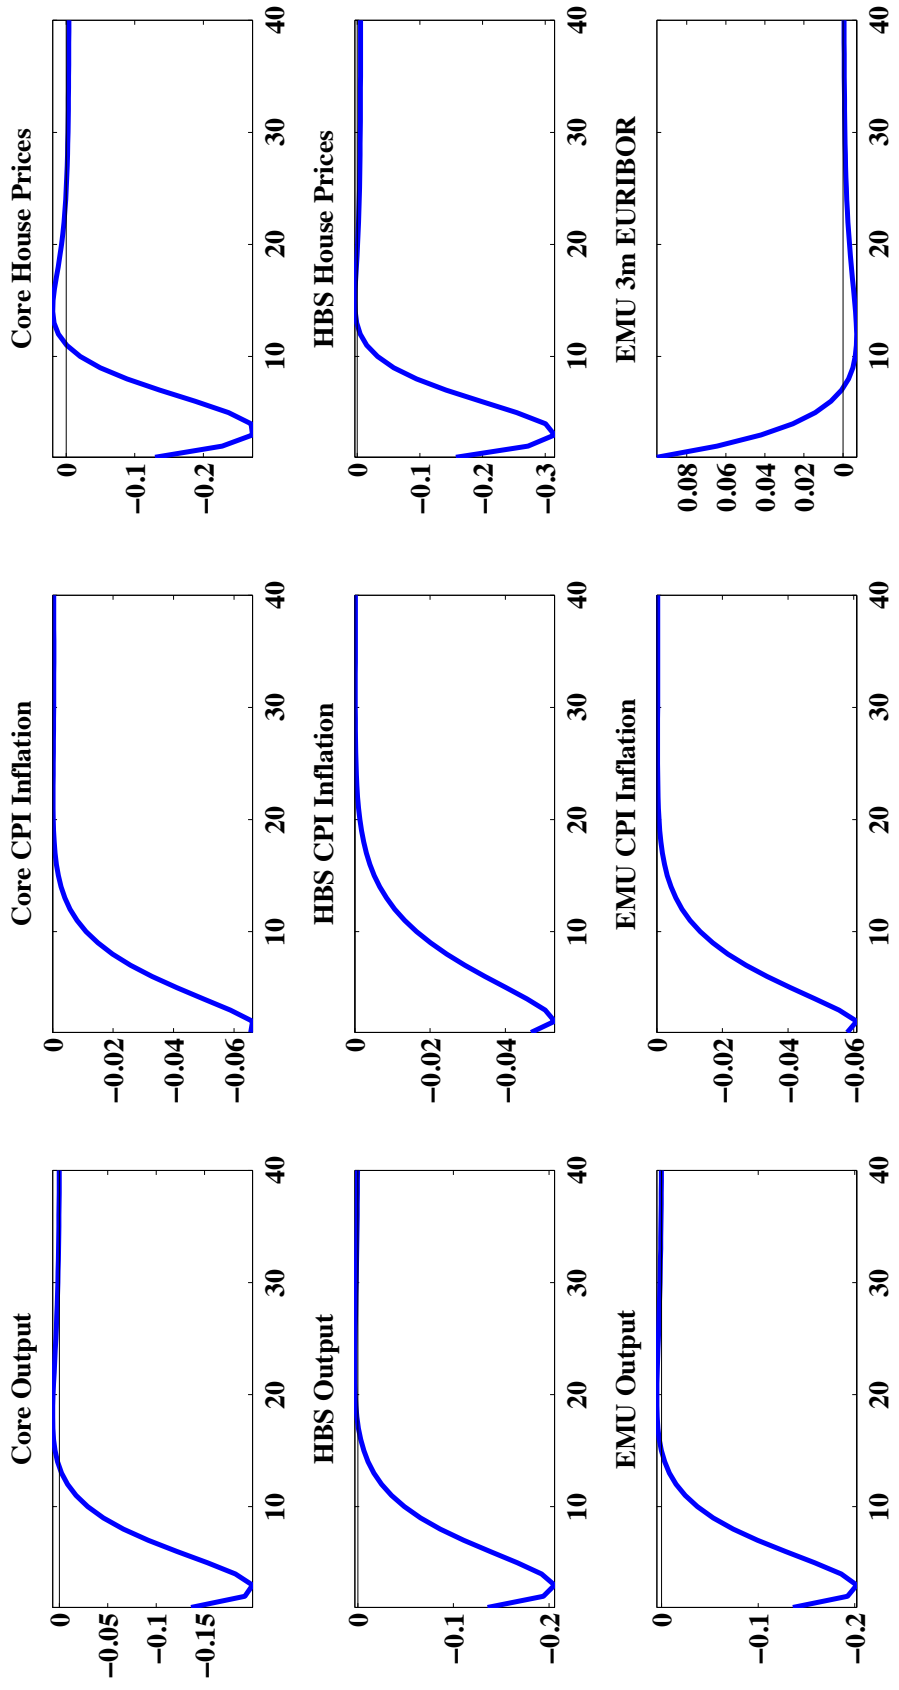 Core Output
0
−0.05
−0.1
−0.15
10 20 30 40
Core CPI Inflation
0
−0.02
−0.04
−0.06
10 20 30 40
Core House Prices
0
−0.1
−0.2
10 20 30 40
HBS Output
0
−0.1
−0.2
10 20 30 40
HBS CPI Inflation
0
−0.02
−0.04
10 20 30 40
HBS House Prices
0
−0.1
−0.2
−0.3
10 20 30 40
EMU Output
0
−0.1
−0.2
10 20 30 40
EMU CPI Inflation
0
−0.02
−0.04
−0.06
10 20 30 40
EMU 3m EURIBOR
0.08
0.06
0.04
0.02
0
10 20 30 40